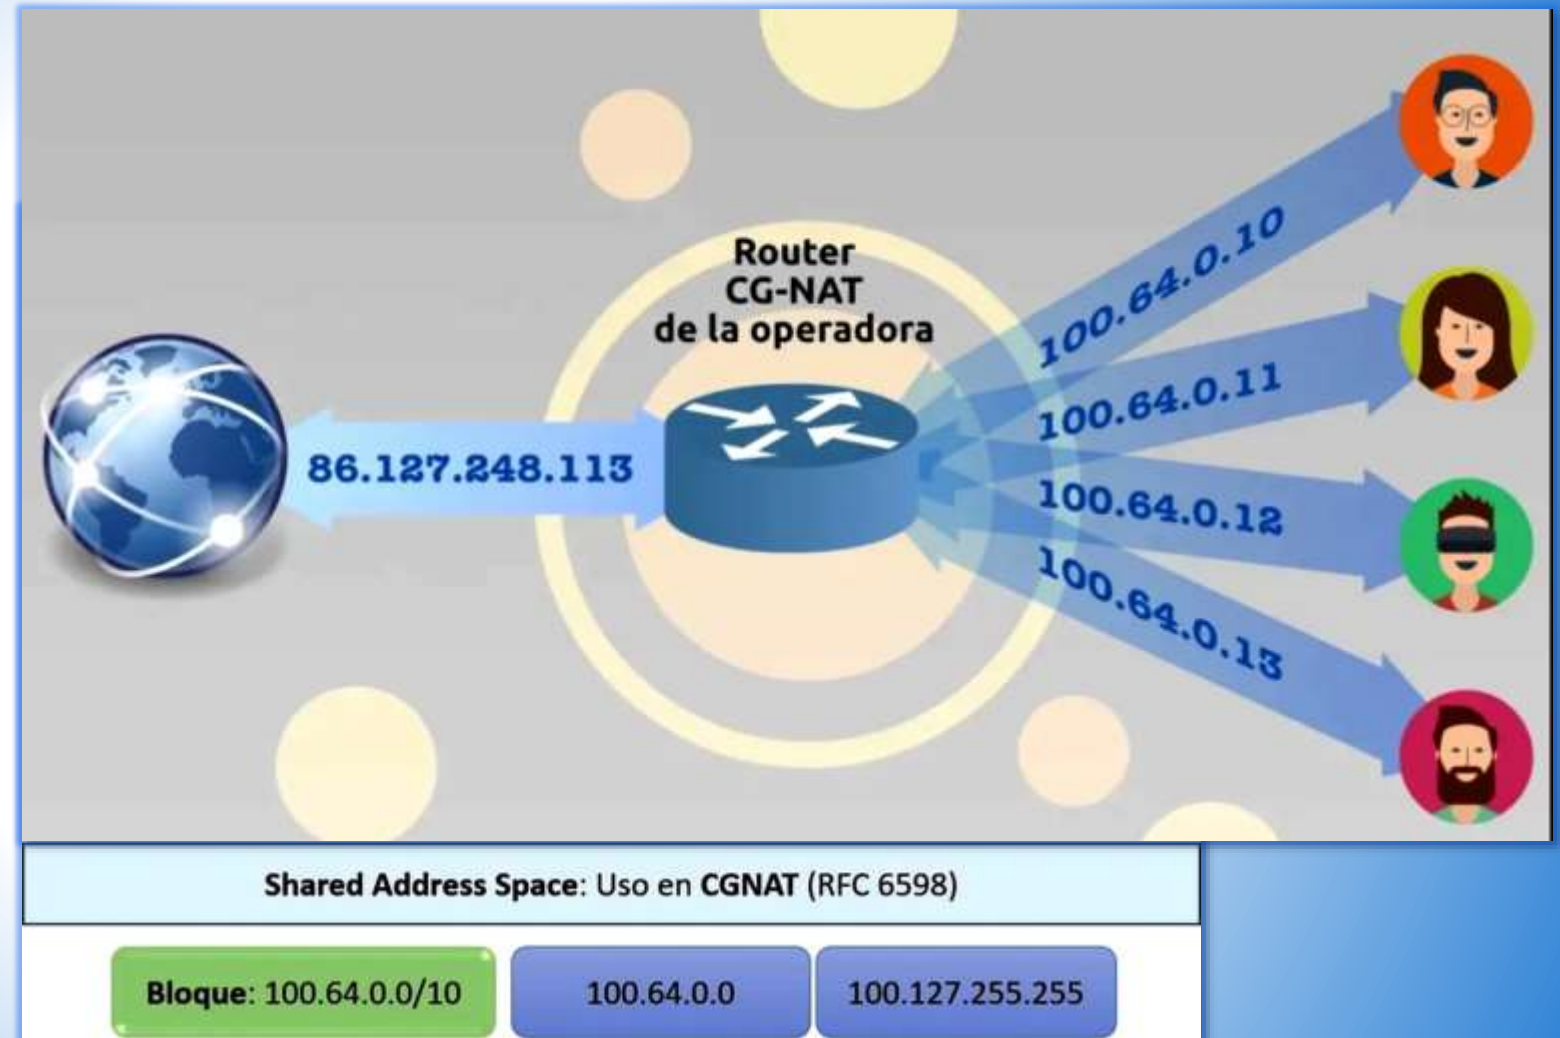 Router
CG-NAT
de la operadora
86.127.248.113
100.64.0.10
100.64.0.11
100.64.0.12
100.64.0.13
Shared Address Space: Uso en CGNAT (RFC 6598)
Bloque: 100.64.0.0/10
100.64.0.0
100.127.255.255